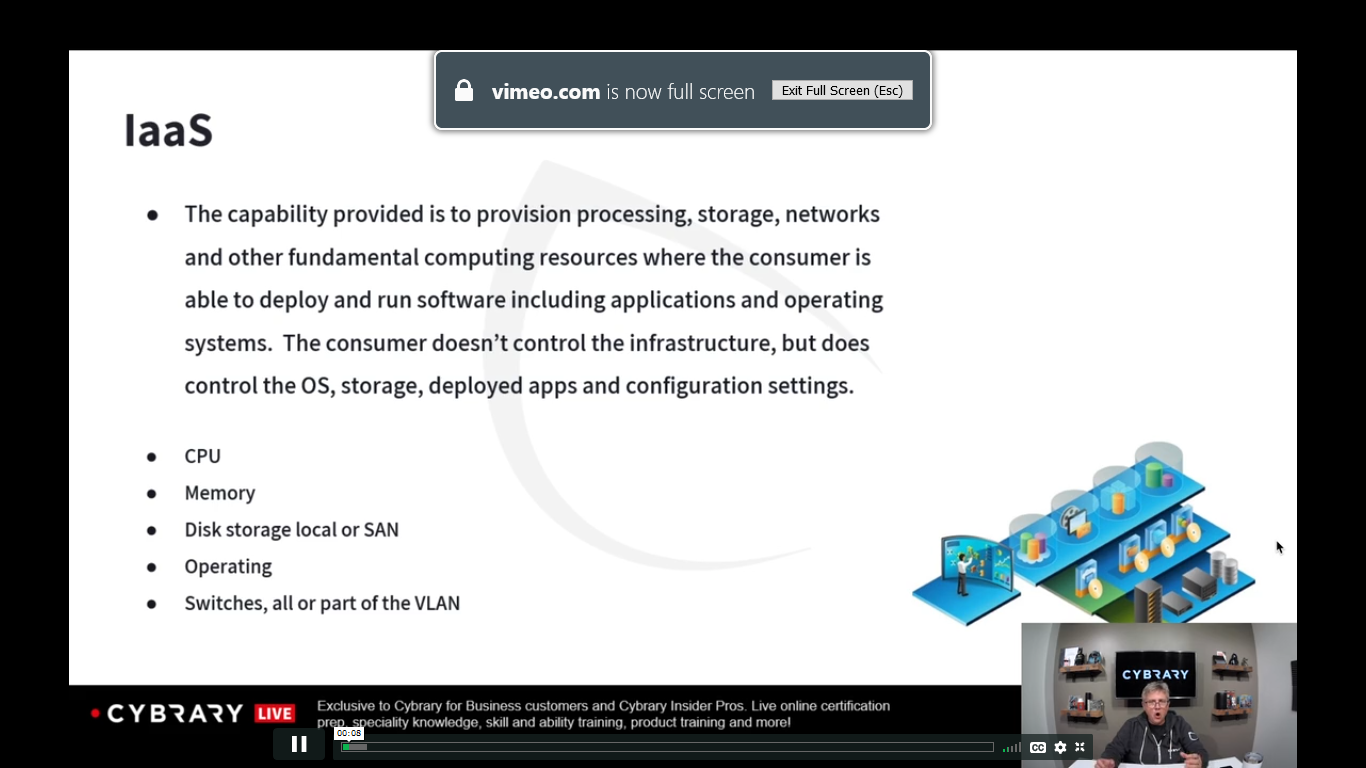 vimeo.com is now full screen
Exit Full Screen (Esc)
IaaS
● The capability provided is to provision processing, storage, networks
and other fundamental computing resources where the consumer is
able to deploy and run software including applications and operating
systems.  The consumer doesn’t control the infrastructure, but does
control the OS, storage, deployed apps and configuration settings.
● CPU
● Memory
● Disk storage local or SAN
● Operating
● Switches, all or part of the VLAN
CYBRARY
CYBRARY LIVE
Exclusive to Cybrary for Business customers and Cybrary Insider Pros. Live online certification
prep, speciality knowledge, skill and ability training, product training and more!
00:08
CC